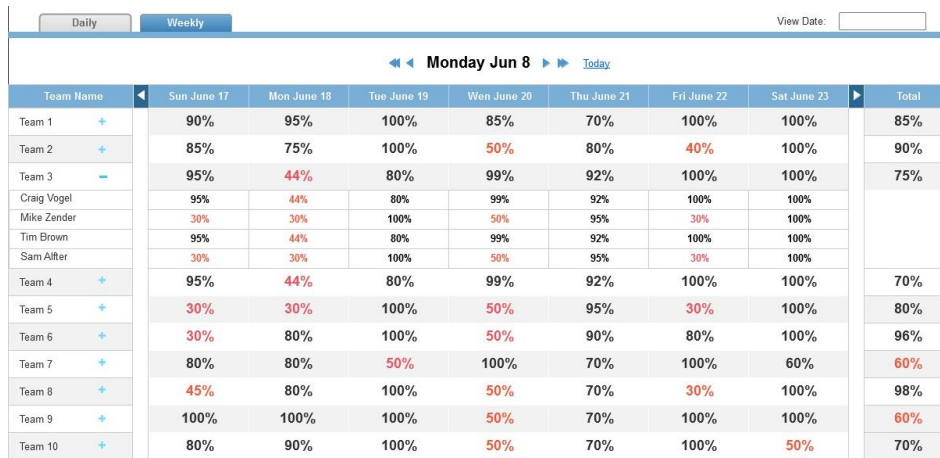 Daily Weekly View Date:
Monday Jun 8 Today
Team Name Sun June 17 Mon June 18 Tue June 19 Wen June 20 Thu June 21 Fri June 22 Sat June 23 Total
Team 1 + 90% 95% 100% 85% 70% 100% 100% 85%
Team 2 + 85% 75% 100% 50% 80% 40% 100% 90%
Team 3 − 95% 44% 80% 99% 92% 100% 100% 75%
Craig Vogel 95% 44% 80% 99% 92% 100% 100%
Mike Zender 30% 30% 100% 50% 95% 30% 100%
Tim Brown 95% 44% 80% 99% 92% 100% 100%
Sam Alfter 30% 30% 100% 50% 95% 30% 100%
Team 4 + 95% 44% 80% 99% 92% 100% 100% 70%
Team 5 + 30% 30% 100% 50% 95% 30% 100% 80%
Team 6 + 30% 80% 100% 50% 90% 80% 100% 96%
Team 7 + 80% 80% 50% 100% 70% 100% 60% 60%
Team 8 + 45% 80% 100% 50% 70% 30% 100% 98%
Team 9 + 100% 100% 100% 50% 70% 100% 100% 60%
Team 10 + 80% 90% 100% 50% 70% 100% 50% 70%